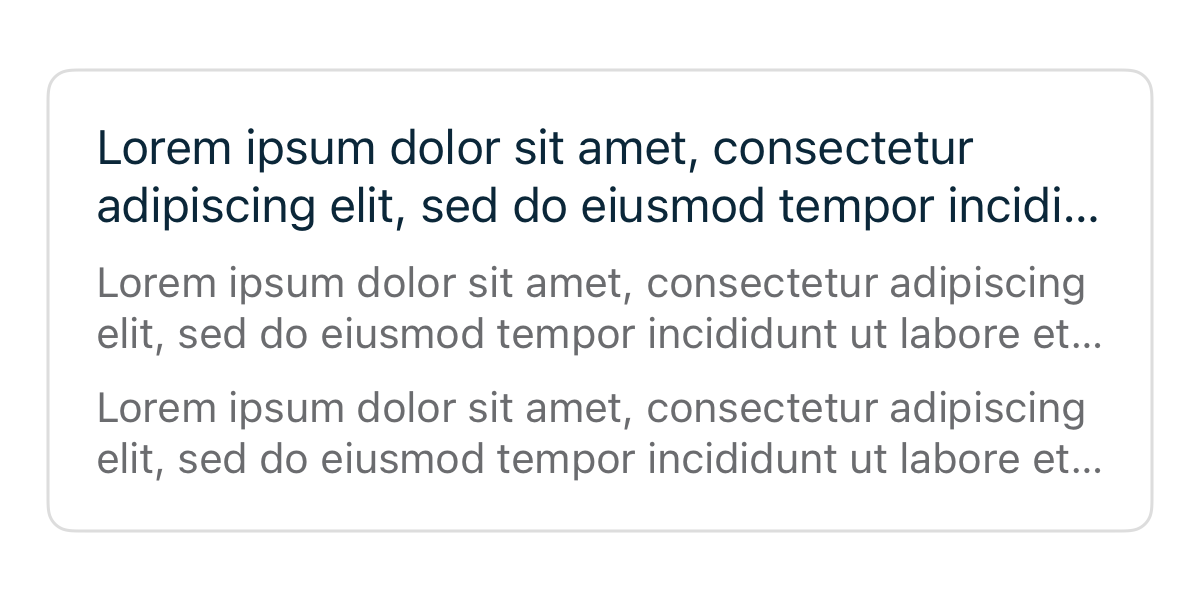 Lorem ipsum dolor sit amet, consectetur
adipiscing elit, sed do eiusmod tempor incidi...
Lorem ipsum dolor sit amet, consectetur adipiscing
elit, sed do eiusmod tempor incididunt ut labore et...
Lorem ipsum dolor sit amet, consectetur adipiscing
elit, sed do eiusmod tempor incididunt ut labore et...